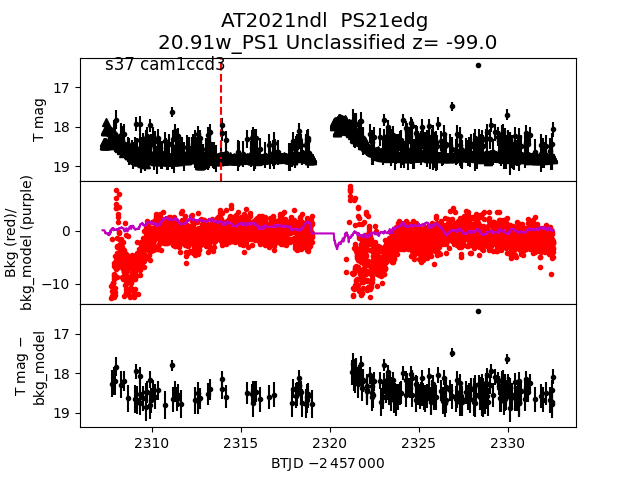 AT2021ndl  PS21edg
20.91w_PS1 Unclassified z= -99.0
s37 cam1ccd3
T mag
17
18
19
Bkg (red)/
bkg_model (purple)
0
−10
T mag −
bkg_model
17
18
19
2310
2315
2320
2325
2330
BTJD −2 457 000